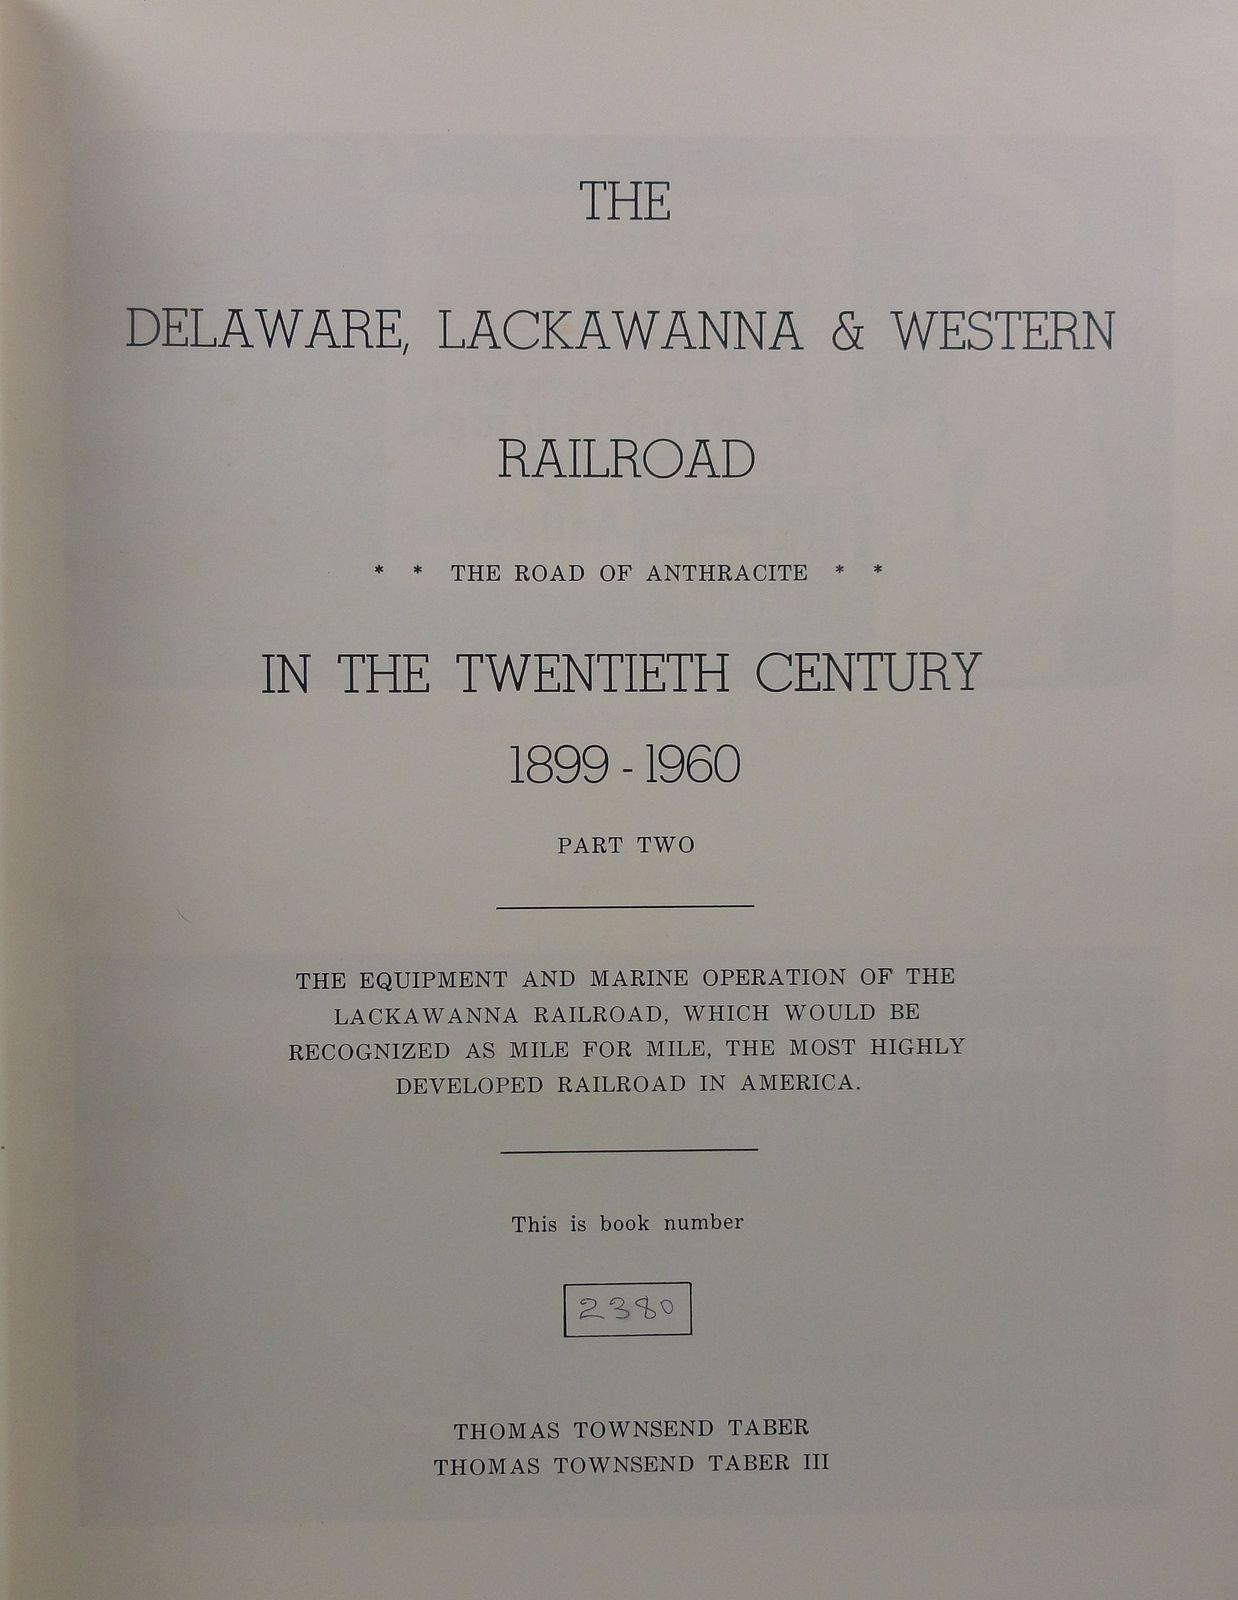 THE
DELAWARE, LACKAWANNA & WESTERN
RAILROAD
* * THE ROAD OF ANTHRACITE * *
IN THE TWENTIETH CENTURY
1899 - 1960
PART TWO
THE EQUIPMENT AND MARINE OPERATION OF THE
LACKAWANNA RAILROAD, WHICH WOULD BE
RECOGNIZED AS MILE FOR MILE, THE MOST HIGHLY
DEVELOPED RAILROAD IN AMERICA.
This is book number
2380
THOMAS TOWNSEND TABER
THOMAS TOWNSEND TABER III